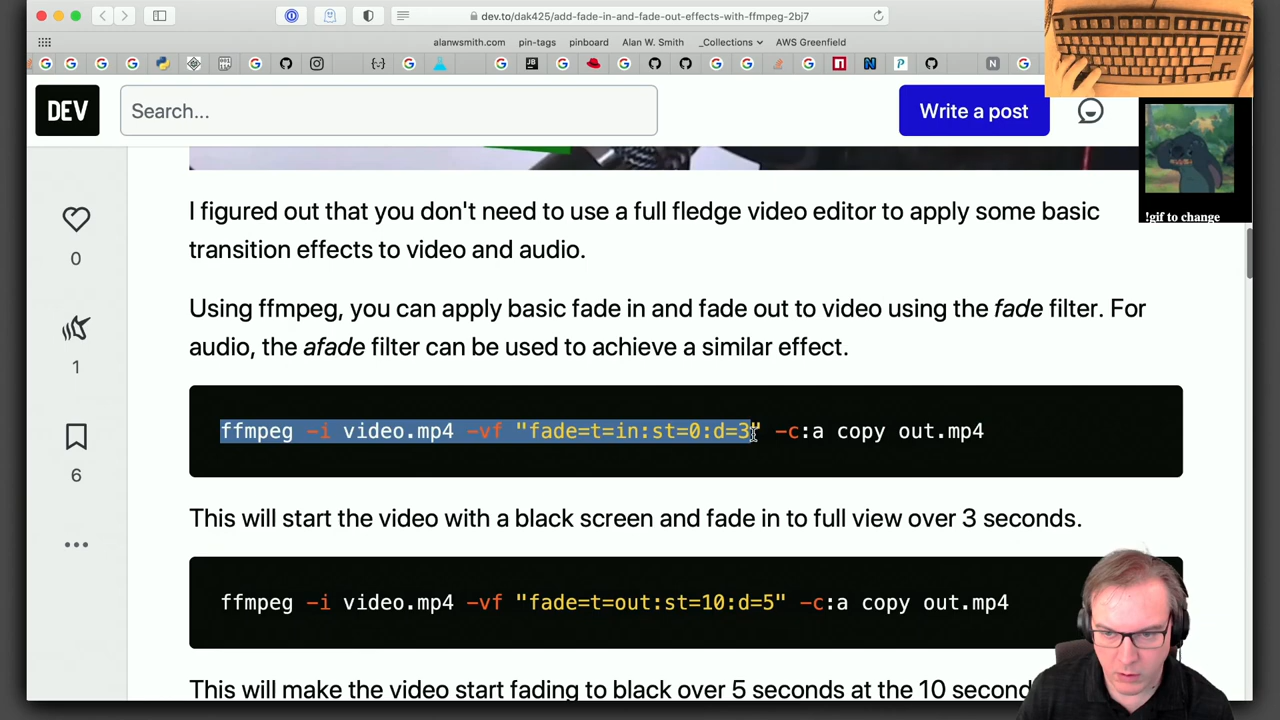 dev.to/dak425/add-fade-in-and-fade-out-effects-with-ffmpeg-2bj7
alanwsmith.com pin-tags pinboard Alan W. Smith _Collections AWS Greenfield
DEV
Search...
Write a post
!gif to change
I figured out that you don't need to use a full fledge video editor to apply some basic
transition effects to video and audio.
0
Using ffmpeg, you can apply basic fade in and fade out to video using the fade filter. For
audio, the afade filter can be used to achieve a similar effect.
1
ffmpeg -i video.mp4 -vf "fade=t=in:st=0:d=3" -c:a copy out.mp4
6
This will start the video with a black screen and fade in to full view over 3 seconds.
ffmpeg -i video.mp4 -vf "fade=t=out:st=10:d=5" -c:a copy out.mp4
This will make the video start fading to black over 5 seconds at the 10 second